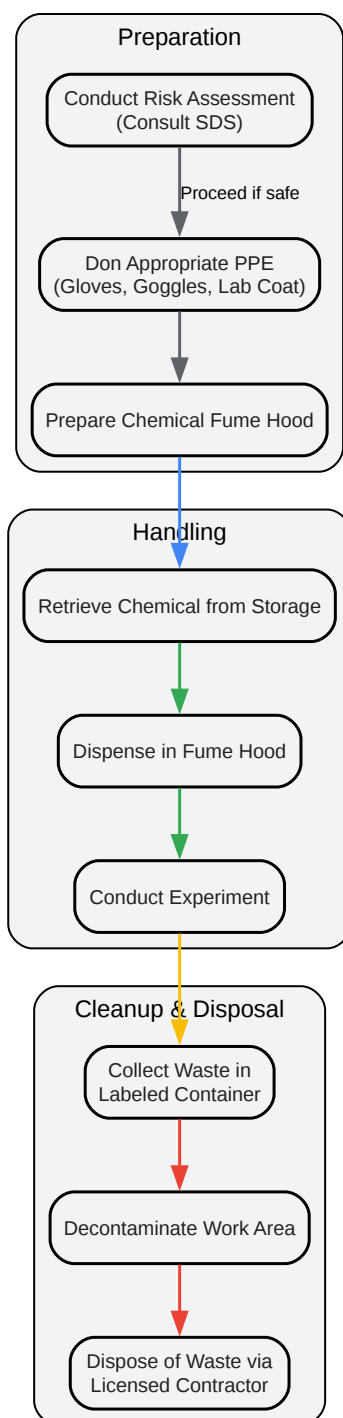 Preparation
Conduct Risk Assessment
(Consult SDS)
Proceed if safe
Don Appropriate PPE
(Gloves, Goggles, Lab Coat)
Prepare Chemical Fume Hood
Handling
Retrieve Chemical from Storage
Dispense in Fume Hood
Conduct Experiment
Cleanup & Disposal
Collect Waste in
Labeled Container
Decontaminate Work Area
Dispose of Waste via
Licensed Contractor